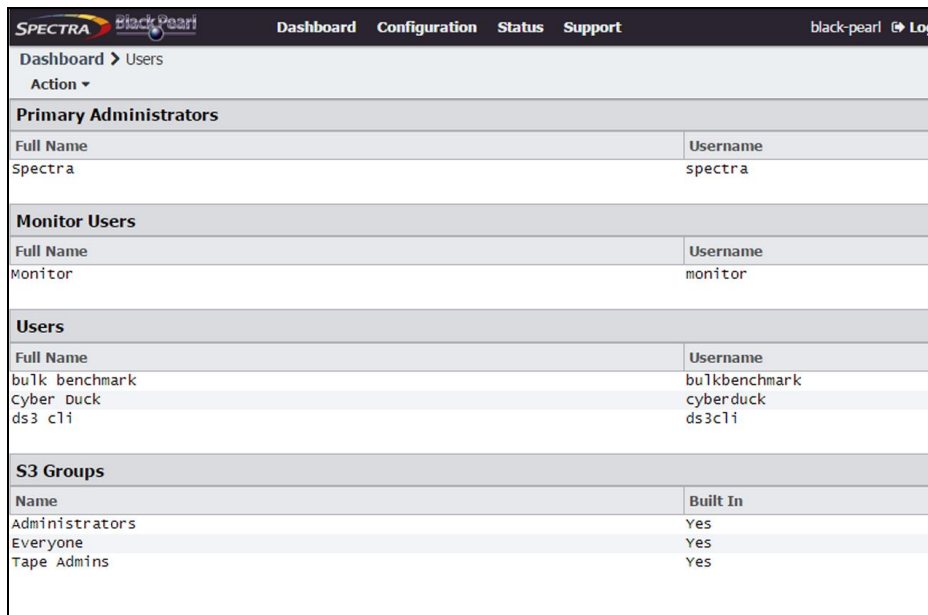 SPECTRA BlackPearl Dashboard Configuration Status Support black-pearl Log
Dashboard > Users
Action
Primary Administrators
Full Name Username
Spectra spectra
Monitor Users
Full Name Username
Monitor monitor
Users
Full Name Username
bulk benchmark bulkbenchmark
Cyber Duck cyberduck
ds3 cli ds3cli
S3 Groups
Name Built In
Administrators Yes
Everyone Yes
Tape Admins Yes